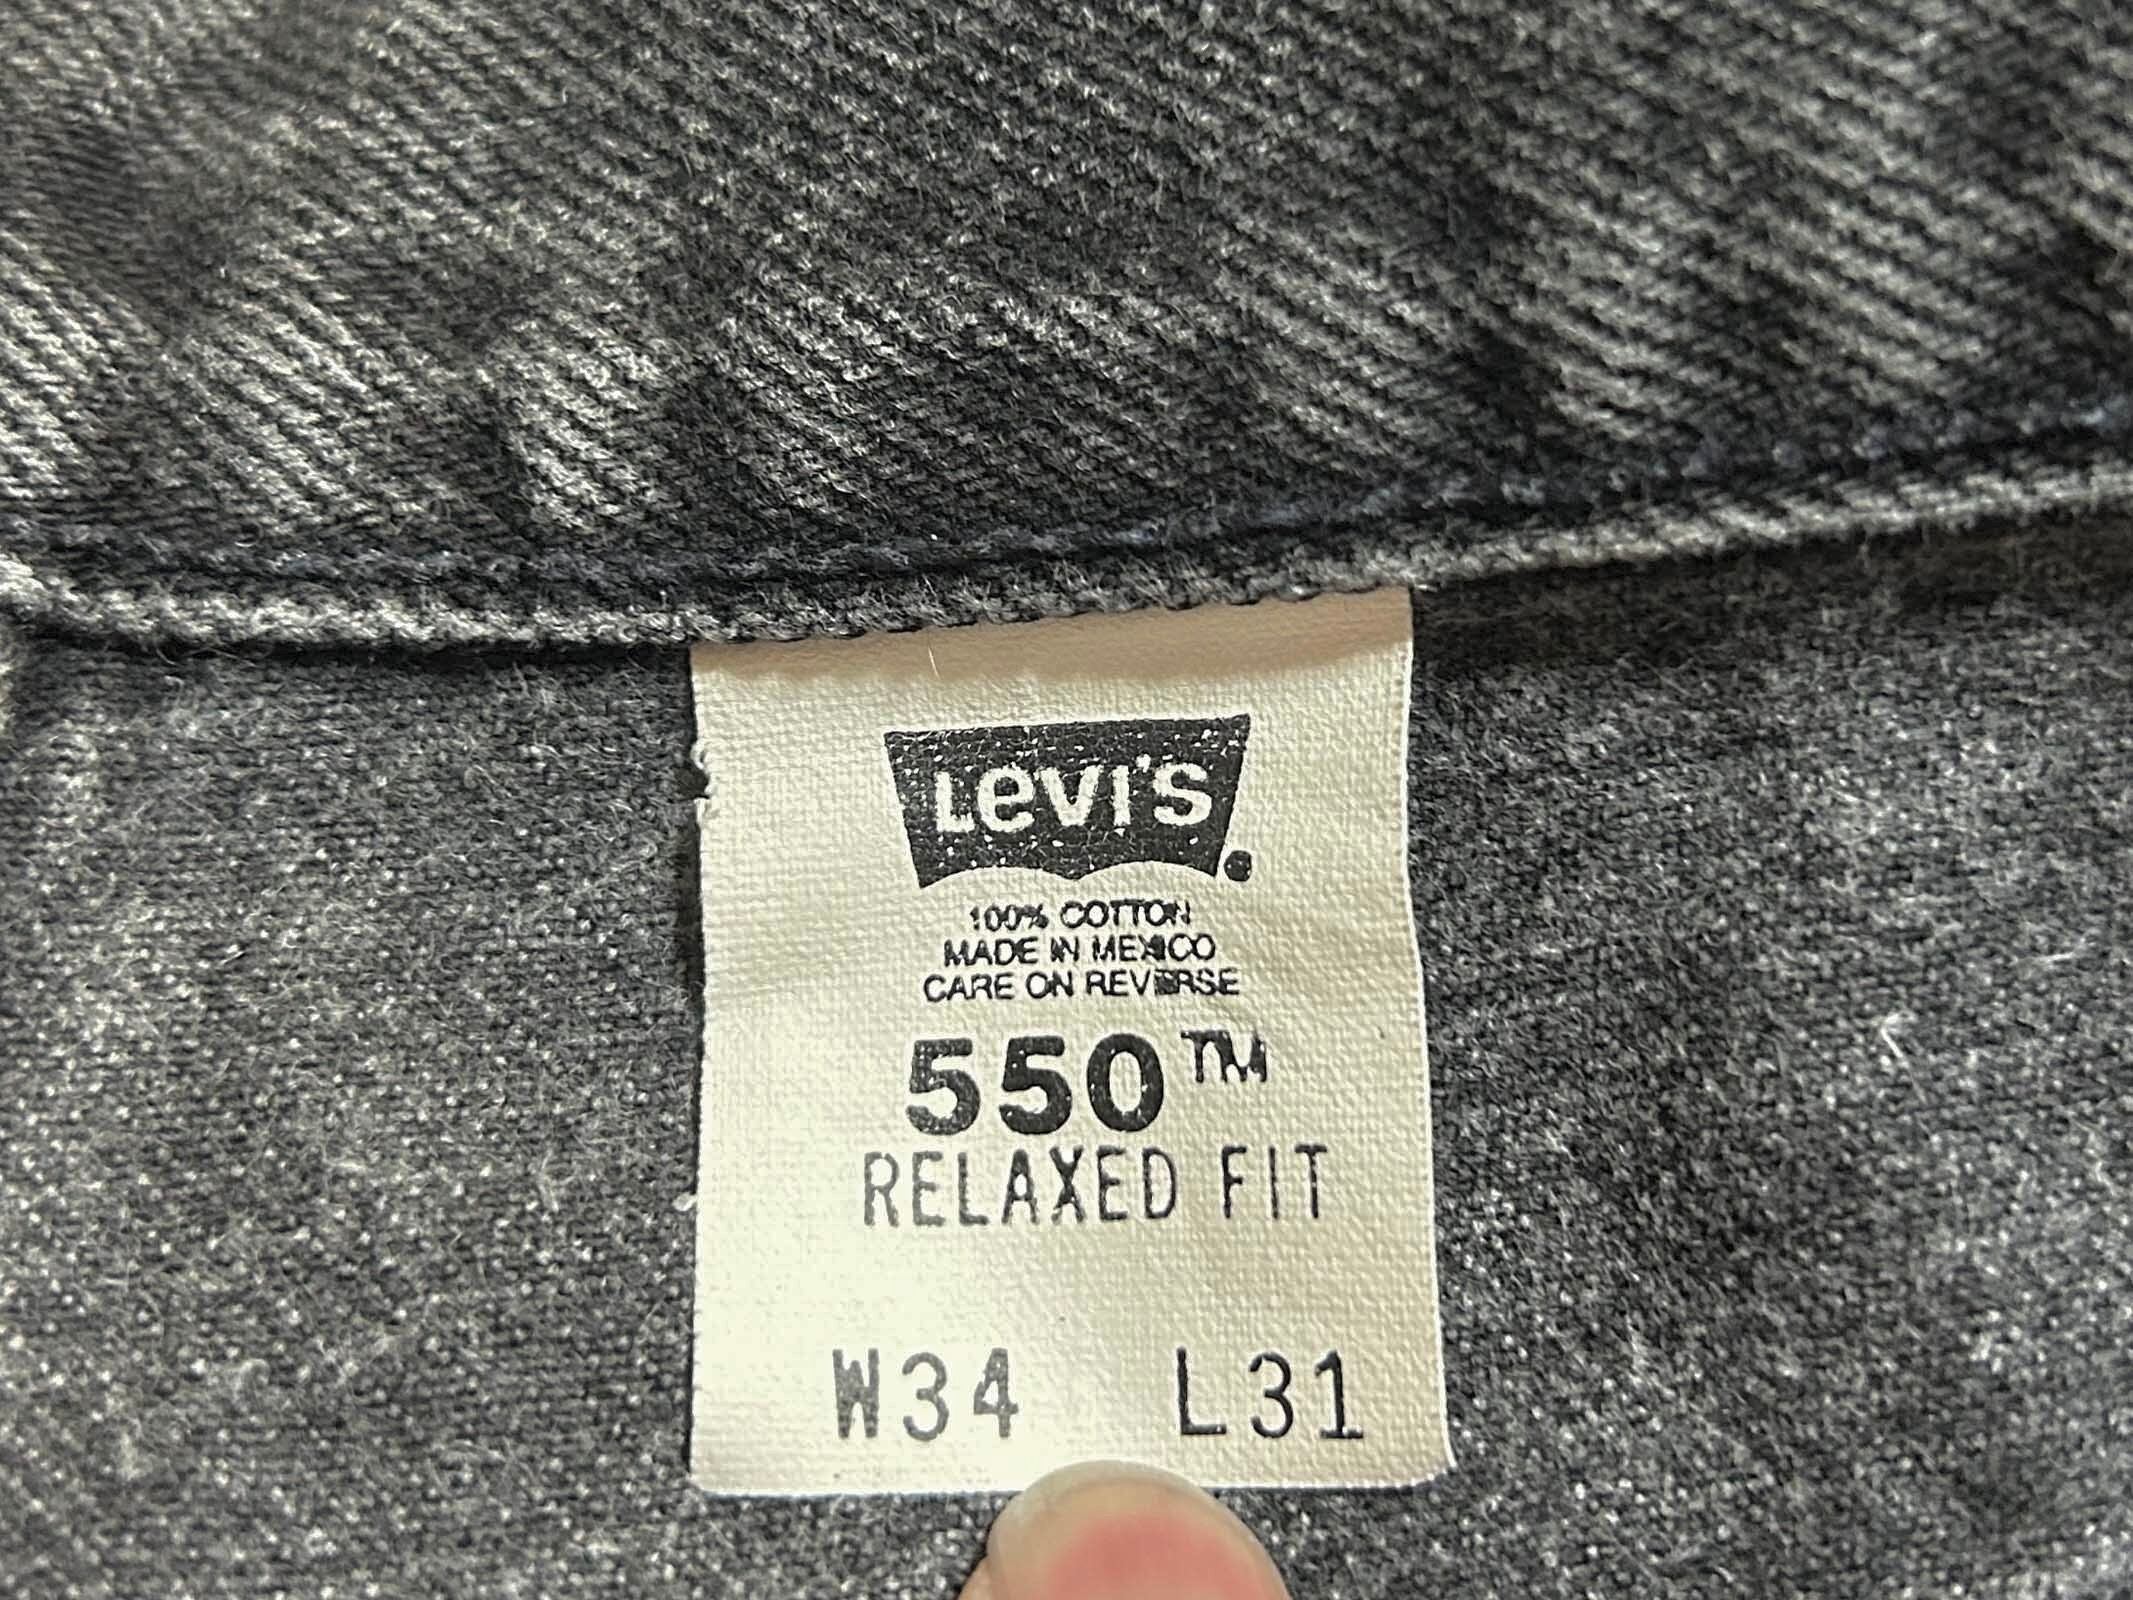 Levi's
100% COTTON
MADE IN MEXICO
CARE ON REVERSE
550™
RELAXED FIT
W34 L31